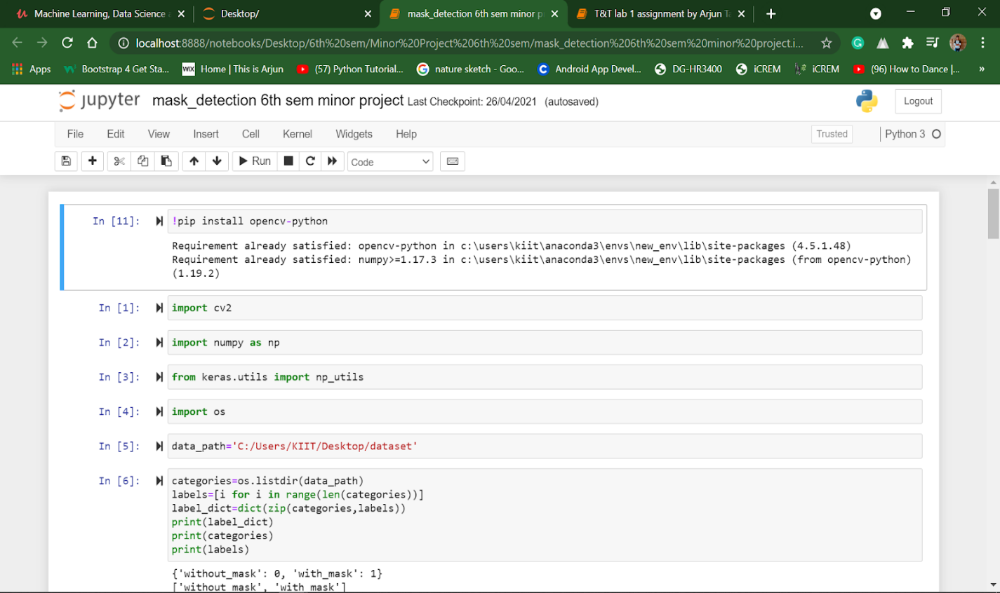 Machine Learning, Data Science a
Desktop/
mask_detection 6th sem minor p
T&T lab 1 assignment by Arjun Ta
localhost:8888/notebooks/Desktop/6th%20sem/Minor%20Project%206th%20sem/mask_detection%206th%20sem%20minor%20project.i...
Apps
Bootstrap 4 Get Sta...
WIX
Home | This is Arjun
(57) Python Tutorial...
nature sketch - Goo...
Android App Devel...
DG-HR3400
iCREM
iCREM
(96) How to Dance |...
»
jupyter mask_detection 6th sem minor project Last Checkpoint: 26/04/2021 (autosaved)
Logout
File Edit View Insert Cell Kernel Widgets Help
Trusted
Python 3
Run
Code
In [11]: !pip install opencv-python
Requirement already satisfied: opencv-python in c:\users\kiit\anaconda3\envs\new_env\lib\site-packages (4.5.1.48)
Requirement already satisfied: numpy>=1.17.3 in c:\users\kiit\anaconda3\envs\new_env\lib\site-packages (from opencv-python)
(1.19.2)
In [1]: import cv2
In [2]: import numpy as np
In [3]: from keras.utils import np_utils
In [4]: import os
In [5]: data_path='C:/Users/KIIT/Desktop/dataset'
In [6]: categories=os.listdir(data_path)
labels=[i for i in range(len(categories))]
label_dict=dict(zip(categories,labels))
print(label_dict)
print(categories)
print(labels)
{'without_mask': 0, 'with_mask': 1}
['without_mask', 'with_mask']